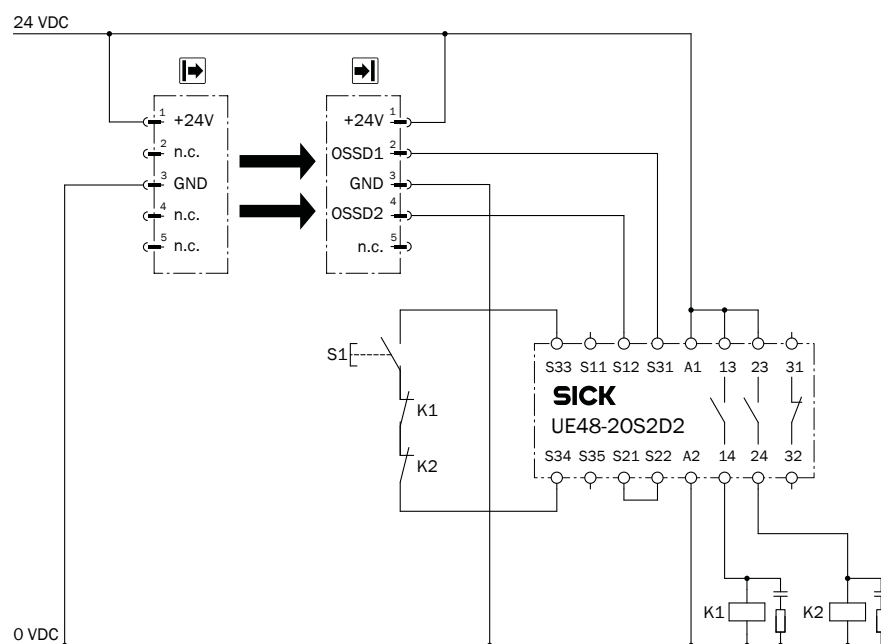 24 VDC
1 +24V
2 n.c.
3 GND
4 n.c.
5 n.c.
+24V 1
OSSD1 2
GND 3
OSSD2 4
n.c. 5
S1
K1
K2
S33 S11 S12 S31 A1 13 23 31
SICK
UE48-20S2D2
S34 S35 S21 S22 A2 14 24 32
K1 K2
0 VDC